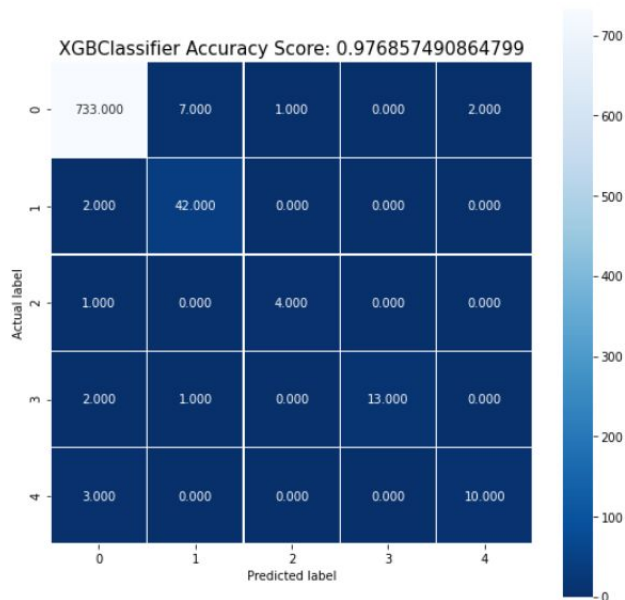 XGBClassifier Accuracy Score: 0.976857490864799
0 733.000 7.000 1.000 0.000 2.000
1 2.000 42.000 0.000 0.000 0.000
2 1.000 0.000 4.000 0.000 0.000
3 2.000 1.000 0.000 13.000 0.000
4 3.000 0.000 0.000 0.000 10.000
0 1 2 3 4
Actual label
Predicted label
700
600
500
400
300
200
100
0